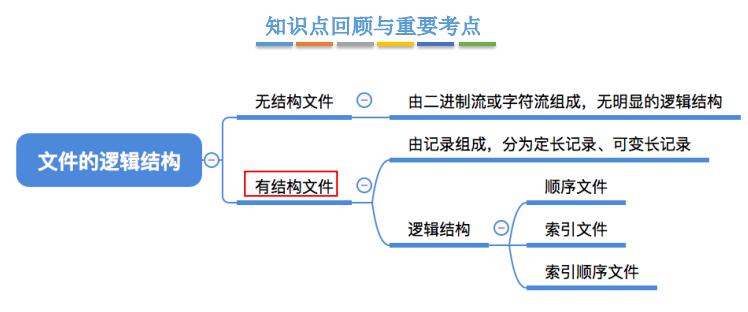 知识点回顾与重要考点
无结构文件
由二进制流或字符流组成，无明显的逻辑结构
文件的逻辑结构
有结构文件
由记录组成，分为定长记录、可变长记录
逻辑结构
顺序文件
索引文件
索引顺序文件